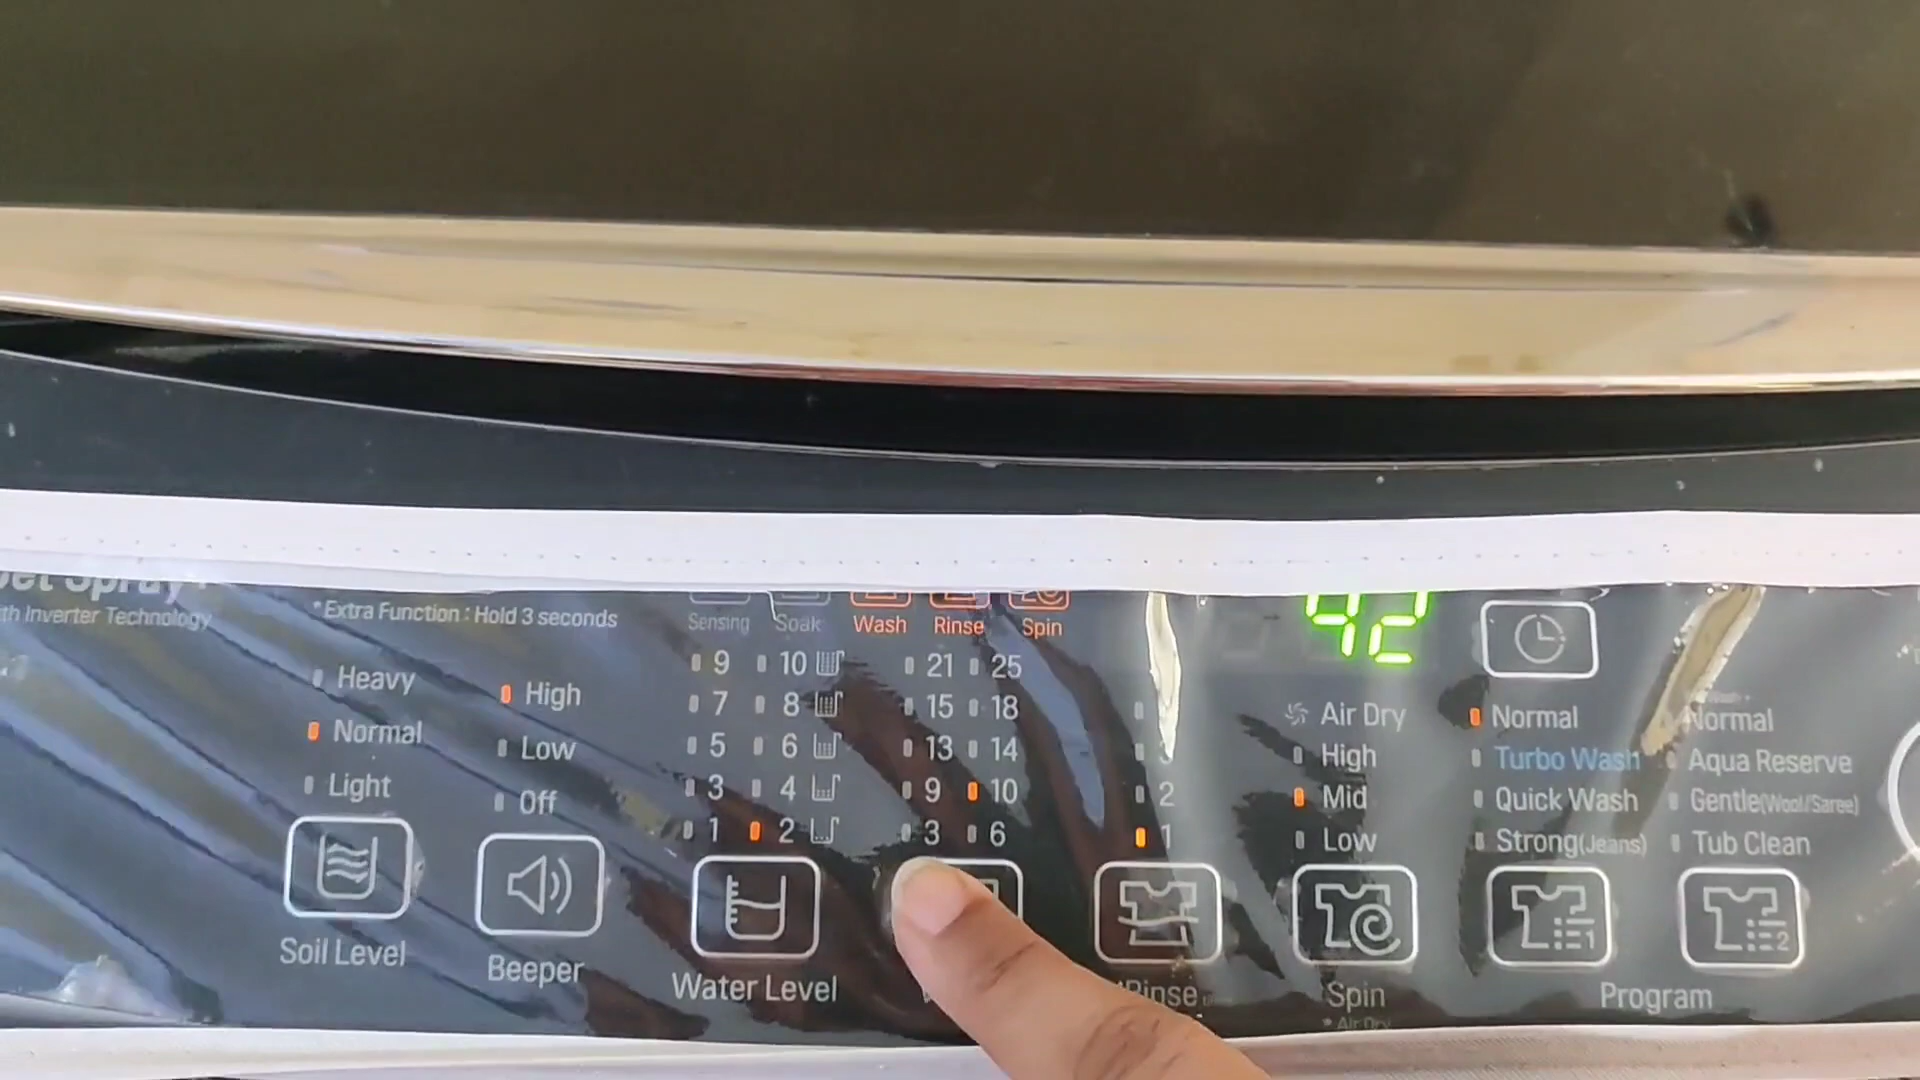 Jet Spray+
th Inverter Technology
*Extra Function : Hold 3 seconds
Sensing Soak Wash Rinse Spin
42
Heavy
Normal
Light
Soil Level
High
Low
Off
Beeper
9 10
7 8
5 6
3 4
1 2
Water Level
21 25
15 18
13 14
9 10
3 6
3
2
1
Rinse
Air Dry
High
Mid
Low
Spin
* Air Dry
Normal
Turbo Wash
Quick Wash
Strong(Jeans)
1
Normal
Aqua Reserve
Gentle(Wool/Saree)
Tub Clean
2
Program